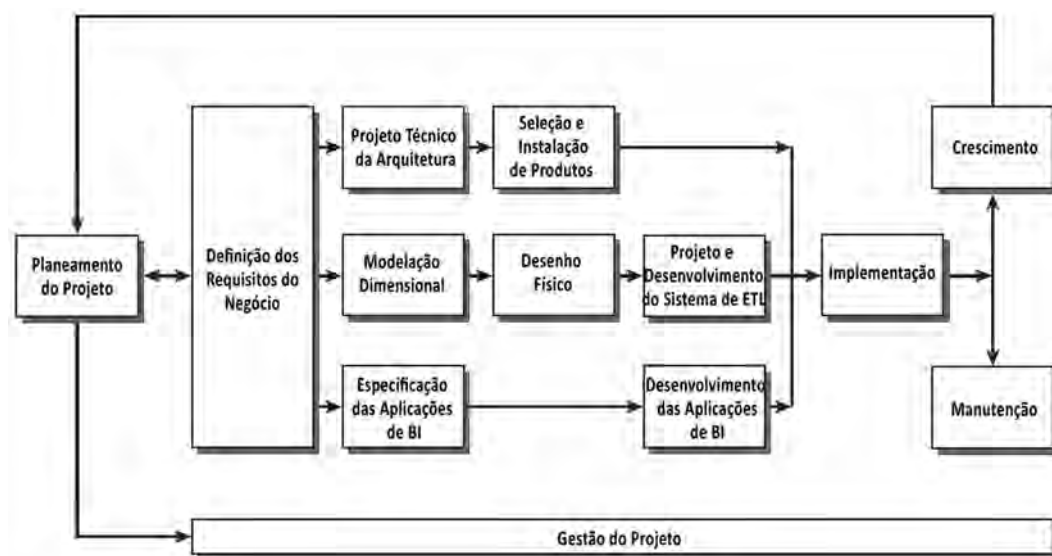 Planeamento
do Projeto
Definição dos
Requisitos do
Negócio
Projeto Técnico
da Arquitetura
Seleção e
Instalação
de Produtos
Modelação
Dimensional
Desenho
Físico
Projeto e
Desenvolvimento
do Sistema de ETL
Especificação
das Aplicações
de BI
Desenvolvimento
das Aplicações
de BI
Implementação
Crescimento
Manutenção
Gestão do Projeto